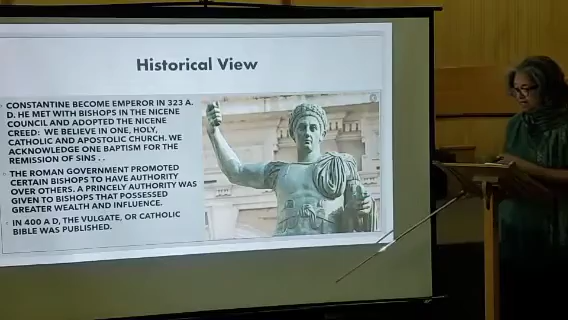 Historical View
CONSTANTINE BECOME EMPEROR IN 323 A.
D. HE MET WITH BISHOPS IN THE NICENE
COUNCIL AND ADOPTED THE NICENE
CREED: WE BELIEVE IN ONE, HOLY,
CATHOLIC AND APOSTOLIC CHURCH. WE
ACKNOWLEDGE ONE BAPTISM FOR THE
REMISSION OF SINS . .
THE ROMAN GOVERNMENT PROMOTED
CERTAIN BISHOPS TO HAVE AUTHORITY
OVER OTHERS. A PRINCELY AUTHORITY WAS
GIVEN TO BISHOPS THAT POSSESSED
GREATER WEALTH AND INFLUENCE.
IN 400 A D, THE VULGATE, OR CATHOLIC
BIBLE WAS PUBLISHED.